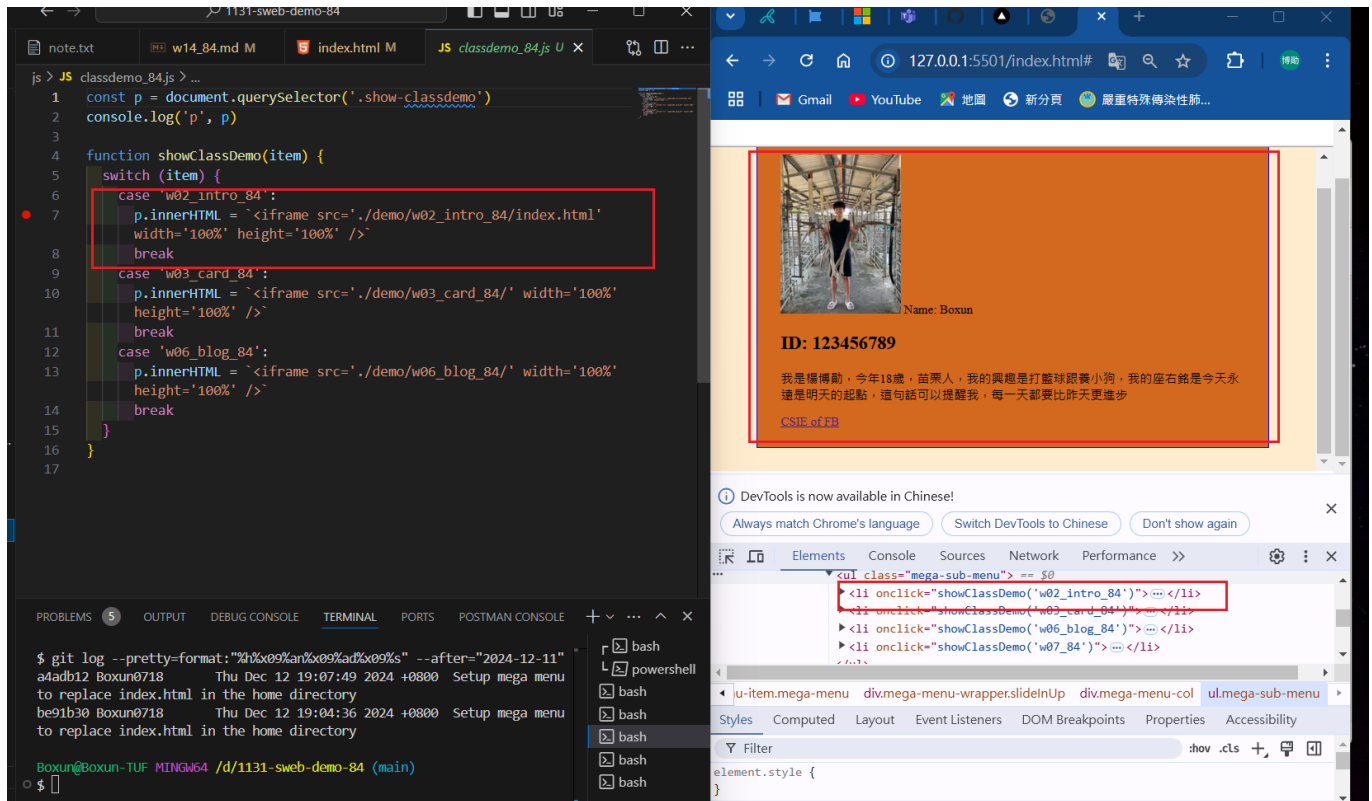 1131-sweb-demo-84
note.txt
w14_84.md M
index.html M
JS classdemo_84.js U
js > JS classdemo_84.js > ...
1 const p = document.querySelector('.show-classdemo')
2 console.log('p', p)
3
4 function showClassDemo(item) {
5 switch (item) {
6 case 'w02_intro_84':
7 p.innerHTML = `<iframe src='./demo/w02_intro_84/index.html'
width='100%' height='100%' />`
8 break
9 case 'w03_card_84':
10 p.innerHTML = `<iframe src='./demo/w03_card_84/' width='100%'
height='100%' />`
11 break
12 case 'w06_blog_84':
13 p.innerHTML = `<iframe src='./demo/w06_blog_84/' width='100%'
height='100%' />`
14 break
15 }
16 }
17
PROBLEMS 5 OUTPUT DEBUG CONSOLE TERMINAL PORTS POSTMAN CONSOLE
$ git log --pretty=format:"%h%x09%an%x09%ad%x09%s" --after="2024-12-11"
a4adb12 Boxun0718 Thu Dec 12 19:07:49 2024 +0800 Setup mega menu
to replace index.html in the home directory
be91b30 Boxun0718 Thu Dec 12 19:04:36 2024 +0800 Setup mega menu
to replace index.html in the home directory
Boxun@Boxun-TUF MINGW64 /d/1131-sweb-demo-84 (main)
$
bash
powershell
bash
bash
bash
bash
bash
127.0.0.1:5501/index.html#
博勛
Gmail
YouTube
地圖
新分頁
嚴重特殊傳染性肺...
Name: Boxun
ID: 123456789
我是楊博勛，今年18歲，苗栗人，我的興趣是打籃球跟養小狗，我的座右銘是今天永
遠是明天的起點，這句話可以提醒我，每一天都要比昨天更進步
CSIE of FB
DevTools is now available in Chinese!
Always match Chrome's language
Switch DevTools to Chinese
Don't show again
Elements Console Sources Network Performance
<ul class="mega-sub-menu"> == $0
<li onclick="showClassDemo('w02_intro_84')">…</li>
<li onclick="showClassDemo('w03_card_84')">…</li>
<li onclick="showClassDemo('w06_blog_84')">…</li>
<li onclick="showClassDemo('w07_84')">…</li>
</ul>
u-item.mega-menu div.mega-menu-wrapper.slideInUp div.mega-menu-col ul.mega-sub-menu
Styles Computed Layout Event Listeners DOM Breakpoints Properties Accessibility
Filter
:hov .cls
element.style {
}